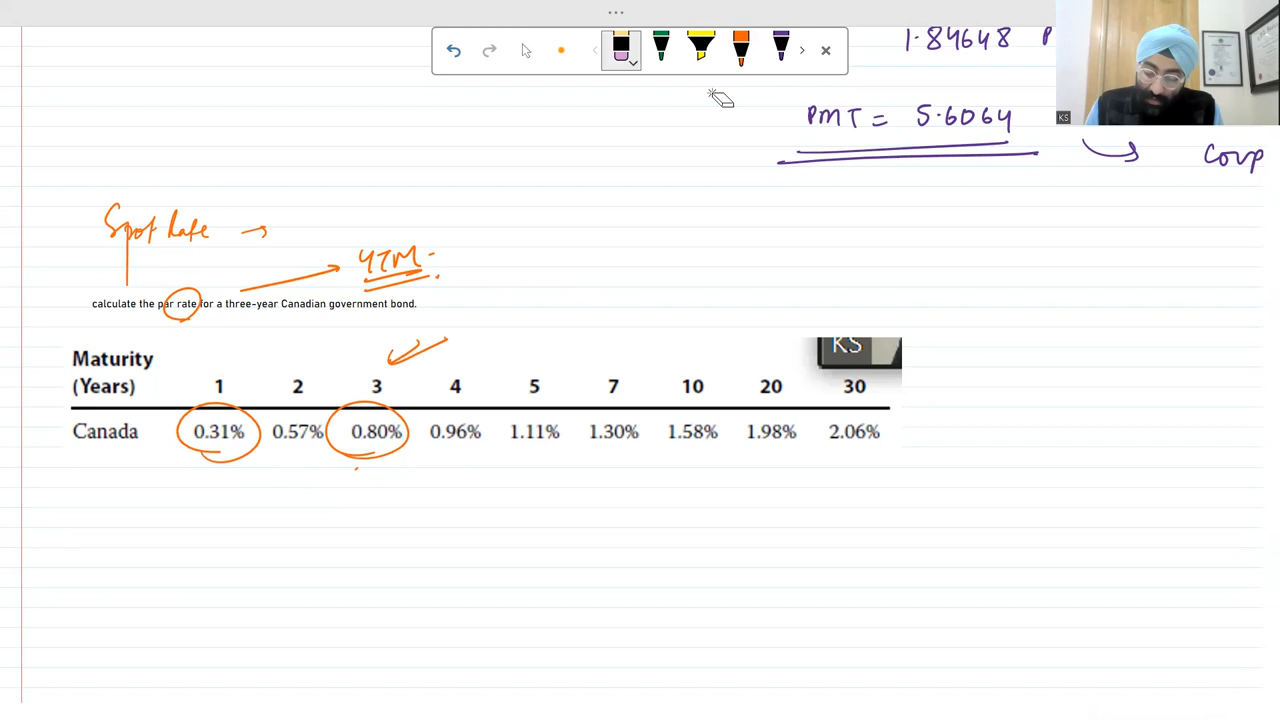 1.84648 P
PMT = 5.6064
KS
Coup
Spot Rate →
YTM
calculate the par rate for a three-year Canadian government bond.
KS
Maturity
(Years) 1 2 3 4 5 7 10 20 30
Canada 0.31% 0.57% 0.80% 0.96% 1.11% 1.30% 1.58% 1.98% 2.06%